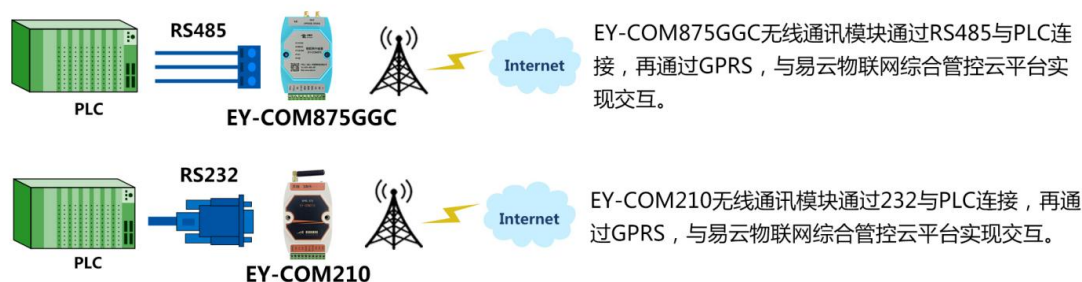 RS485
PLC
EY-COM875GGC
Internet
EY-COM875GGC无线通讯模块通过RS485与PLC连
接，再通过GPRS，与易云物联网综合管控云平台实
现交互。
RS232
PLC
EY-COM210
Internet
EY-COM210无线通讯模块通过232与PLC连接，再通
过GPRS，与易云物联网综合管控云平台实现交互。